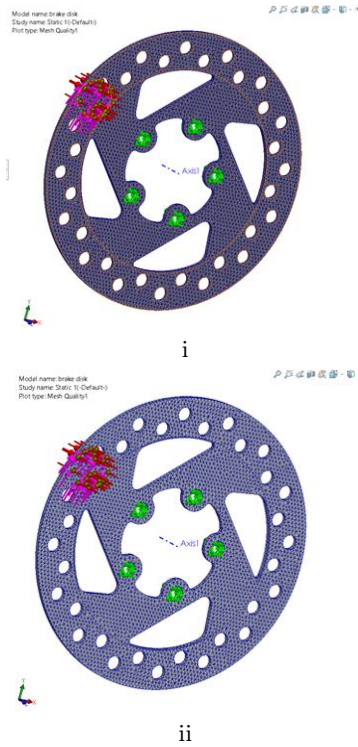 Model name: brake disk
Study name: Static 1(-Default-)
Plot type: Mesh Quality1
Axis1
i
Model name: brake disk
Study name: Static 1(-Default-)
Plot type: Mesh Quality1
Axis1
ii